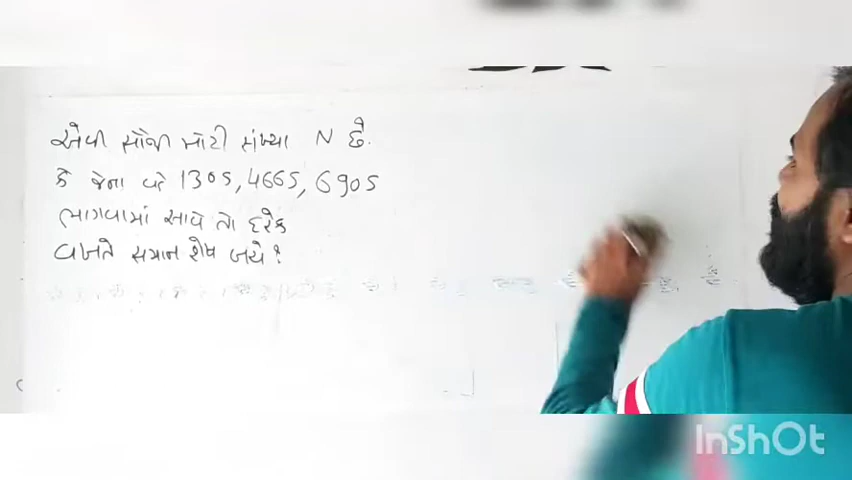 એવી સૌથી મોટી સંખ્યા N છે.
કે જેના વડે 1305, 4665, 6905
ભાગવામાં આવે તો દરેક
વખતે સમાન શેષ વધે?
InShOt